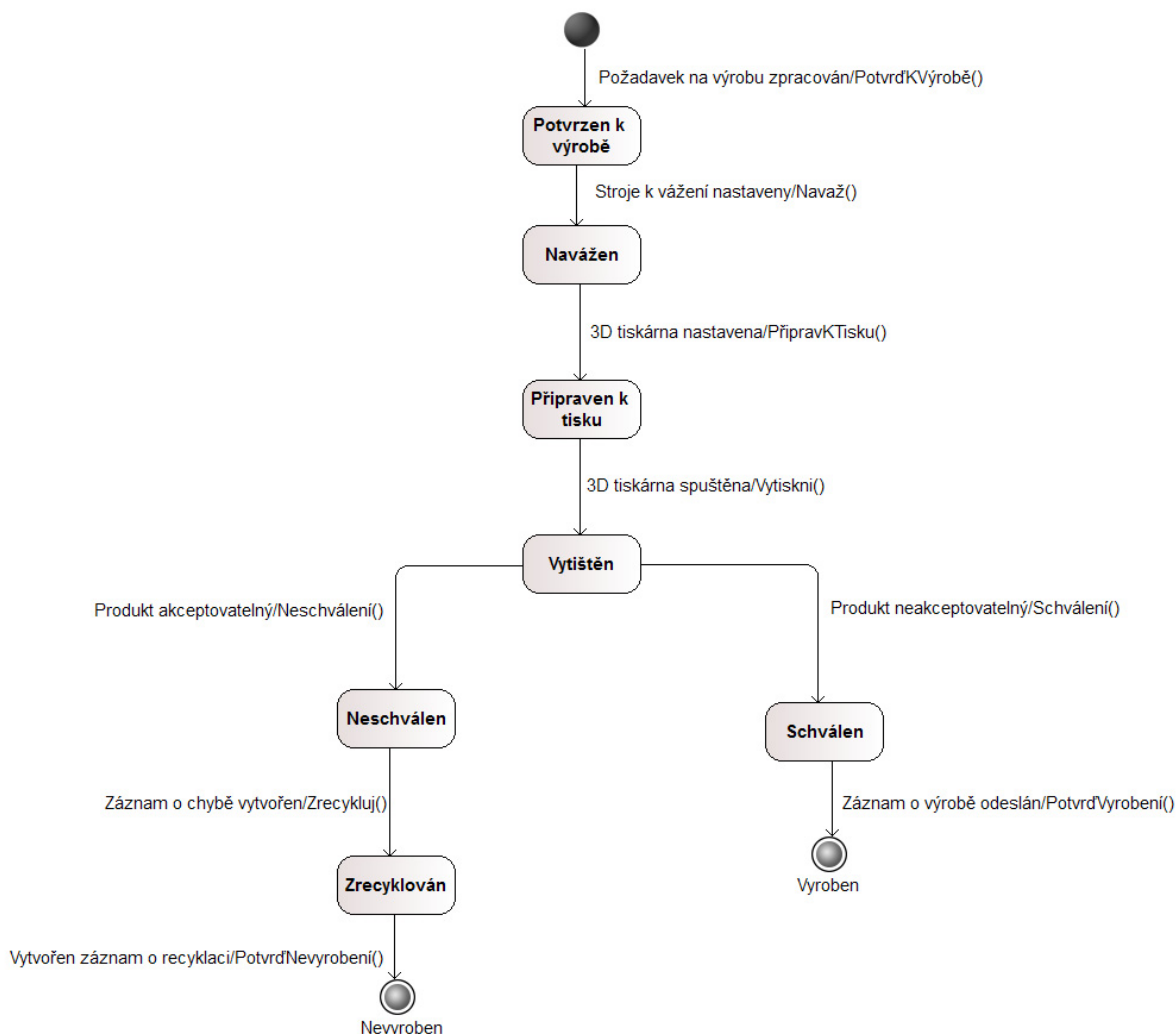 Požadavek na výrobu zpracován/PotvrďKVýrobě()
Potvrzen k
výrobě
Stroje k vážení nastaveny/Navaž()
Navážen
3D tiskárna nastavena/PřipravKTisku()
Připraven k
tisku
3D tiskárna spuštěna/Vytiskni()
Vytištěn
Produkt akceptovatelný/Neschválení()
Produkt neakceptovatelný/Schválení()
Neschválen
Schválen
Záznam o chybě vytvořen/Zrecykluj()
Záznam o výrobě odeslán/PotvrďVyrobení()
Zrecyklován
Vyroben
Vytvořen záznam o recyklaci/PotvrďNevyrobení()
Nevyroben